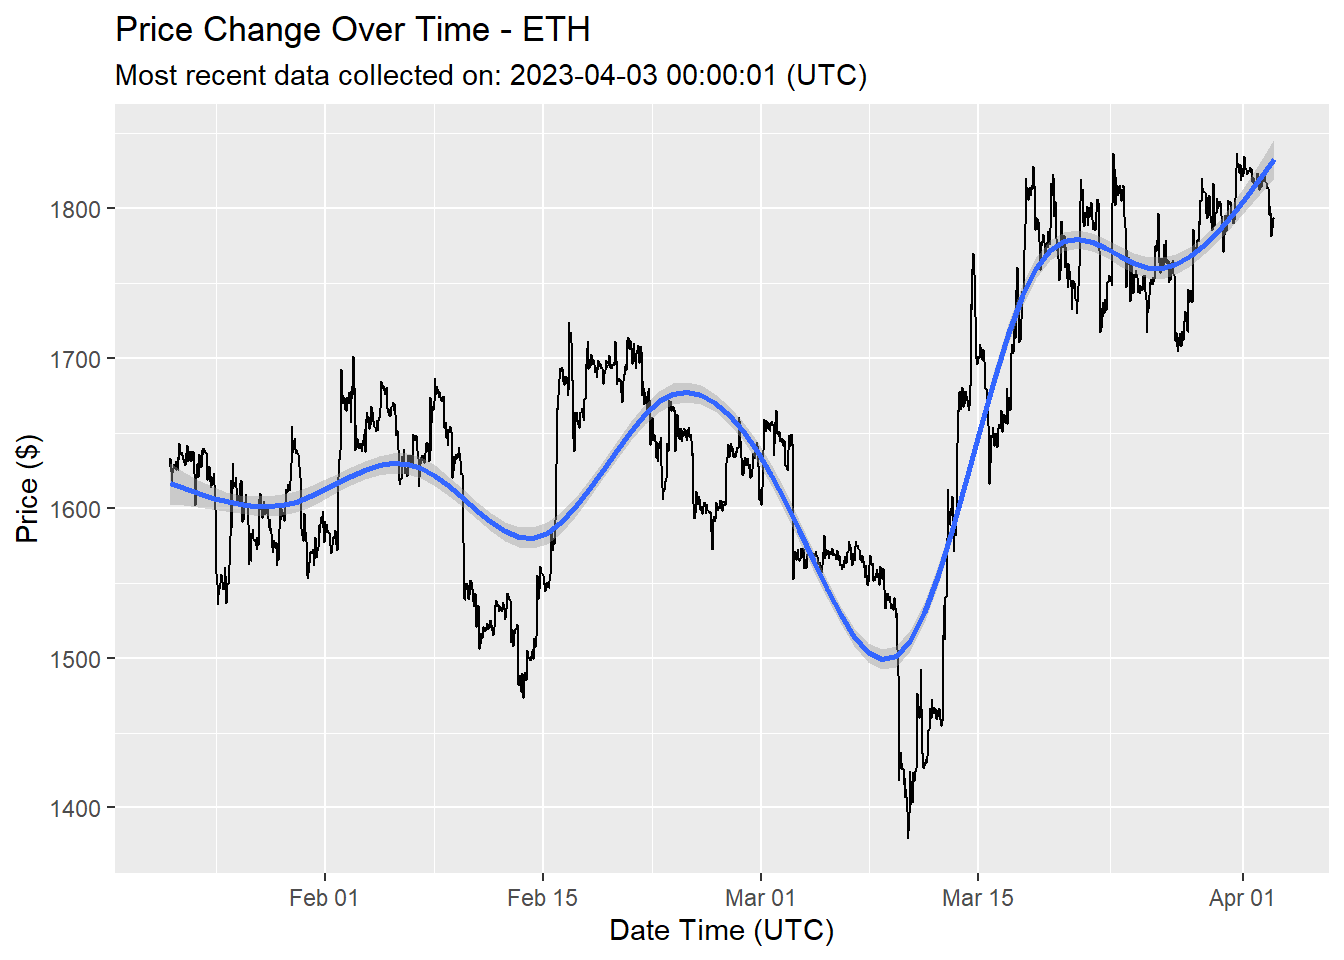 Price Change Over Time - ETH
Most recent data collected on: 2023-04-03 00:00:01 (UTC)
Price ($)
1800
1700
1600
1500
1400
Feb 01
Feb 15
Mar 01
Mar 15
Apr 01
Date Time (UTC)